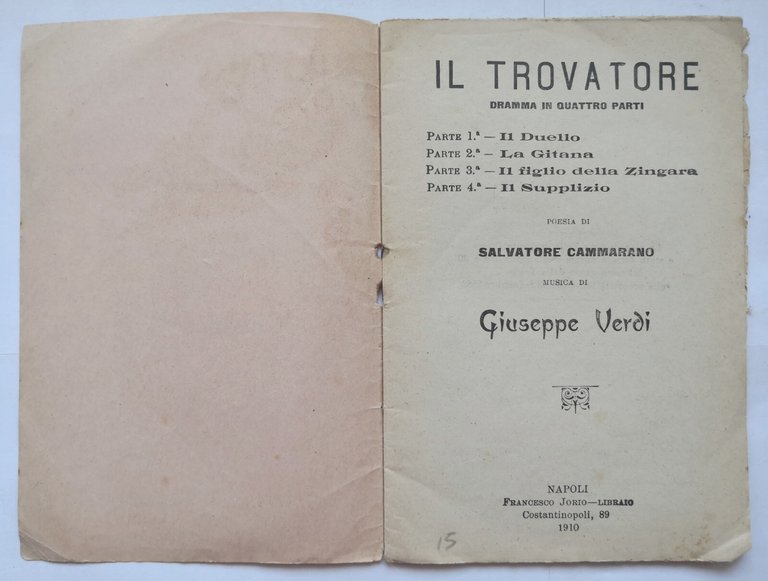 IL TROVATORE
DRAMMA IN QUATTRO PARTI
PARTE 1.ª — Il Duello
PARTE 2.ª — La Gitana
PARTE 3.ª — Il figlio della Zingara
PARTE 4.ª — Il Supplizio
POESIA DI
SALVATORE CAMMARANO
MUSICA DI
Giuseppe Verdi
NAPOLI
FRANCESCO JORIO—LIBRAIO
Costantinopoli, 89
1910
15